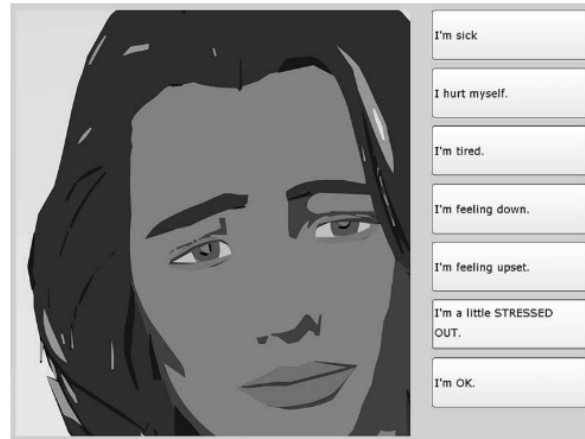 I'm sick
I hurt myself.
I'm tired.
I'm feeling down.
I'm feeling upset.
I'm a little STRESSED
OUT.
I'm OK.